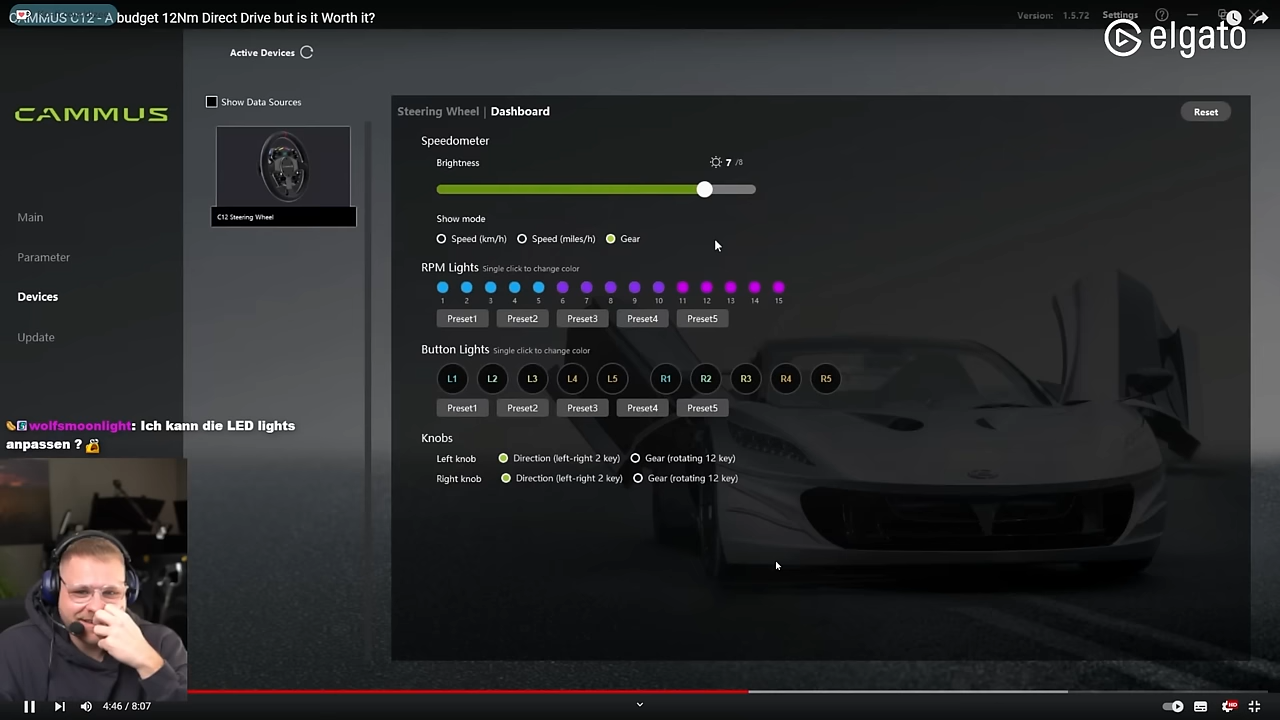 CAMMUS C12 - A budget 12Nm Direct Drive but is it Worth it?
Version: 1.5.72 Settings
elgato
Active Devices
CAMMUS
Show Data Sources
C12 Steering Wheel
Main
Parameter
Devices
Update
Steering Wheel | Dashboard
Reset
Speedometer
Brightness 7 /8
Show mode
Speed (km/h) Speed (miles/h) Gear
RPM Lights Single click to change color
1 2 3 4 5 6 7 8 9 10 11 12 13 14 15
Preset1 Preset2 Preset3 Preset4 Preset5
Button Lights Single click to change color
L1 L2 L3 L4 L5 R1 R2 R3 R4 R5
Preset1 Preset2 Preset3 Preset4 Preset5
Knobs
Left knob Direction (left-right 2 key) Gear (rotating 12 key)
Right knob Direction (left-right 2 key) Gear (rotating 12 key)
wolfsmoonlight: Ich kann die LED lights
anpassen ?
4:46 / 8:07
HD